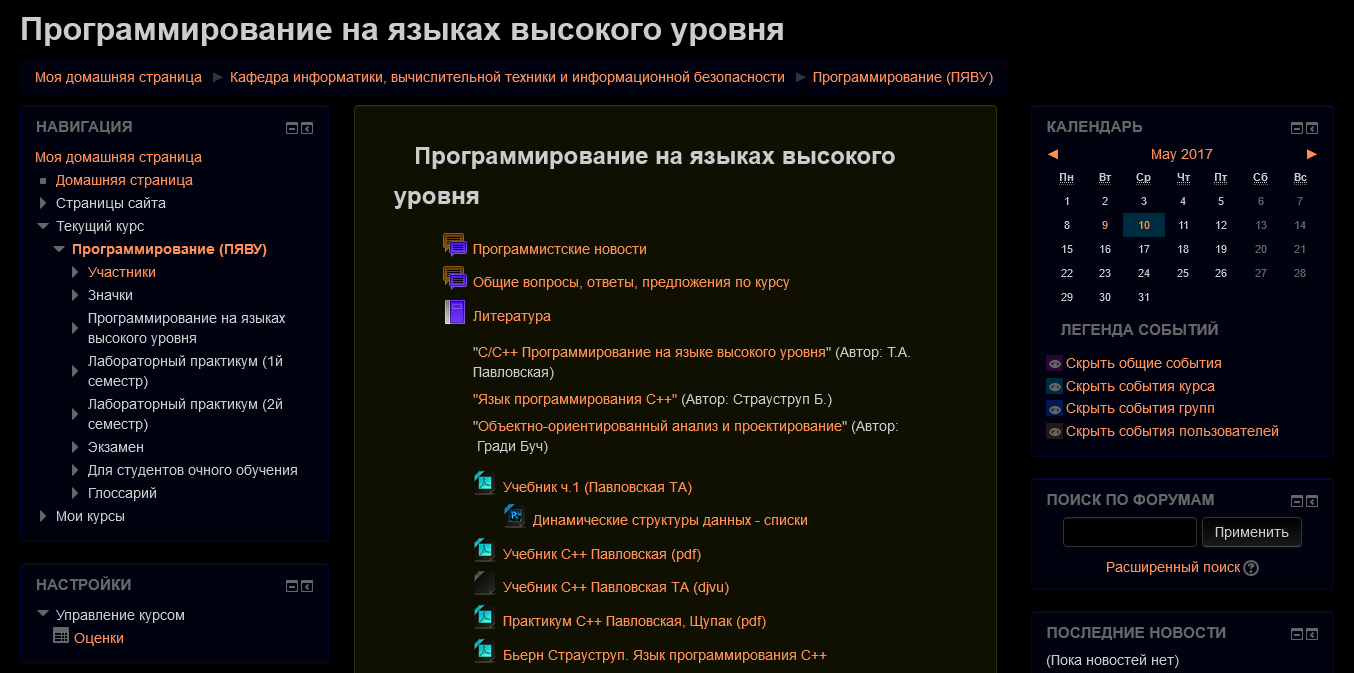 Программирование на языках высокого уровня
Моя домашняя страница
Кафедра информатики, вычислительной техники и информационной безопасности
Программирование (ПЯВУ)
НАВИГАЦИЯ
Моя домашняя страница
Домашняя страница
Страницы сайта
Текущий курс
Программирование (ПЯВУ)
Участники
Значки
Программирование на языках
высокого уровня
Лабораторный практикум (1й
семестр)
Лабораторный практикум (2й
семестр)
Экзамен
Для студентов очного обучения
Глоссарий
Мои курсы
НАСТРОЙКИ
Управление курсом
Оценки
Программирование на языках высокого
уровня
Программистские новости
Общие вопросы, ответы, предложения по курсу
Литература
"C/C++ Программирование на языке высокого уровня" (Автор: Т.А.
Павловская)
"Язык программирования С++" (Автор: Страуструп Б.)
"Объектно-ориентированный анализ и проектирование" (Автор:
Гради Буч)
Учебник ч.1 (Павловская ТА)
Динамические структуры данных - списки
Учебник С++ Павловская (pdf)
Учебник С++ Павловская ТА (djvu)
Практикум С++ Павловская, Щупак (pdf)
Бьерн Страуструп. Язык программирования С++
КАЛЕНДАРЬ
May 2017
Пн Вт Ср Чт Пт Сб Вс
1 2 3 4 5 6 7
8 9 10 11 12 13 14
15 16 17 18 19 20 21
22 23 24 25 26 27 28
29 30 31
ЛЕГЕНДА СОБЫТИЙ
Скрыть общие события
Скрыть события курса
Скрыть события групп
Скрыть события пользователей
ПОИСК ПО ФОРУМАМ
Применить
Расширенный поиск
ПОСЛЕДНИЕ НОВОСТИ
(Пока новостей нет)